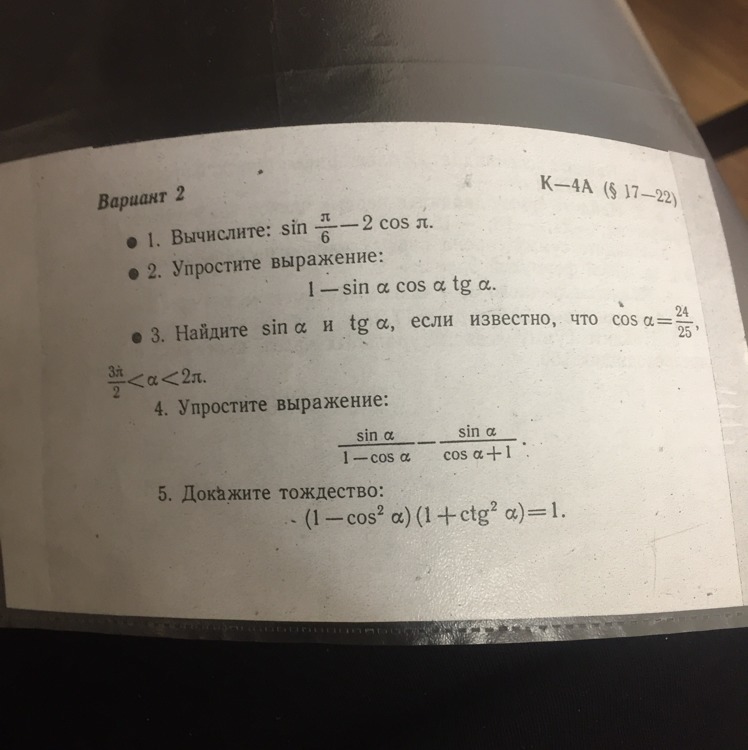 Вариант 2
К—4А (§ 17—22)
● 1. Вычислите: sin π/6 — 2 cos π.
● 2. Упростите выражение:
1 — sin α cos α tg α.
● 3. Найдите sin α и tg α, если известно, что cos α = 24/25,
3π/2 < α < 2π.
4. Упростите выражение:
sin α/(1 — cos α) — sin α/(cos α + 1).
5. Докажите тождество:
(1 — cos² α) (1 + ctg² α) = 1.